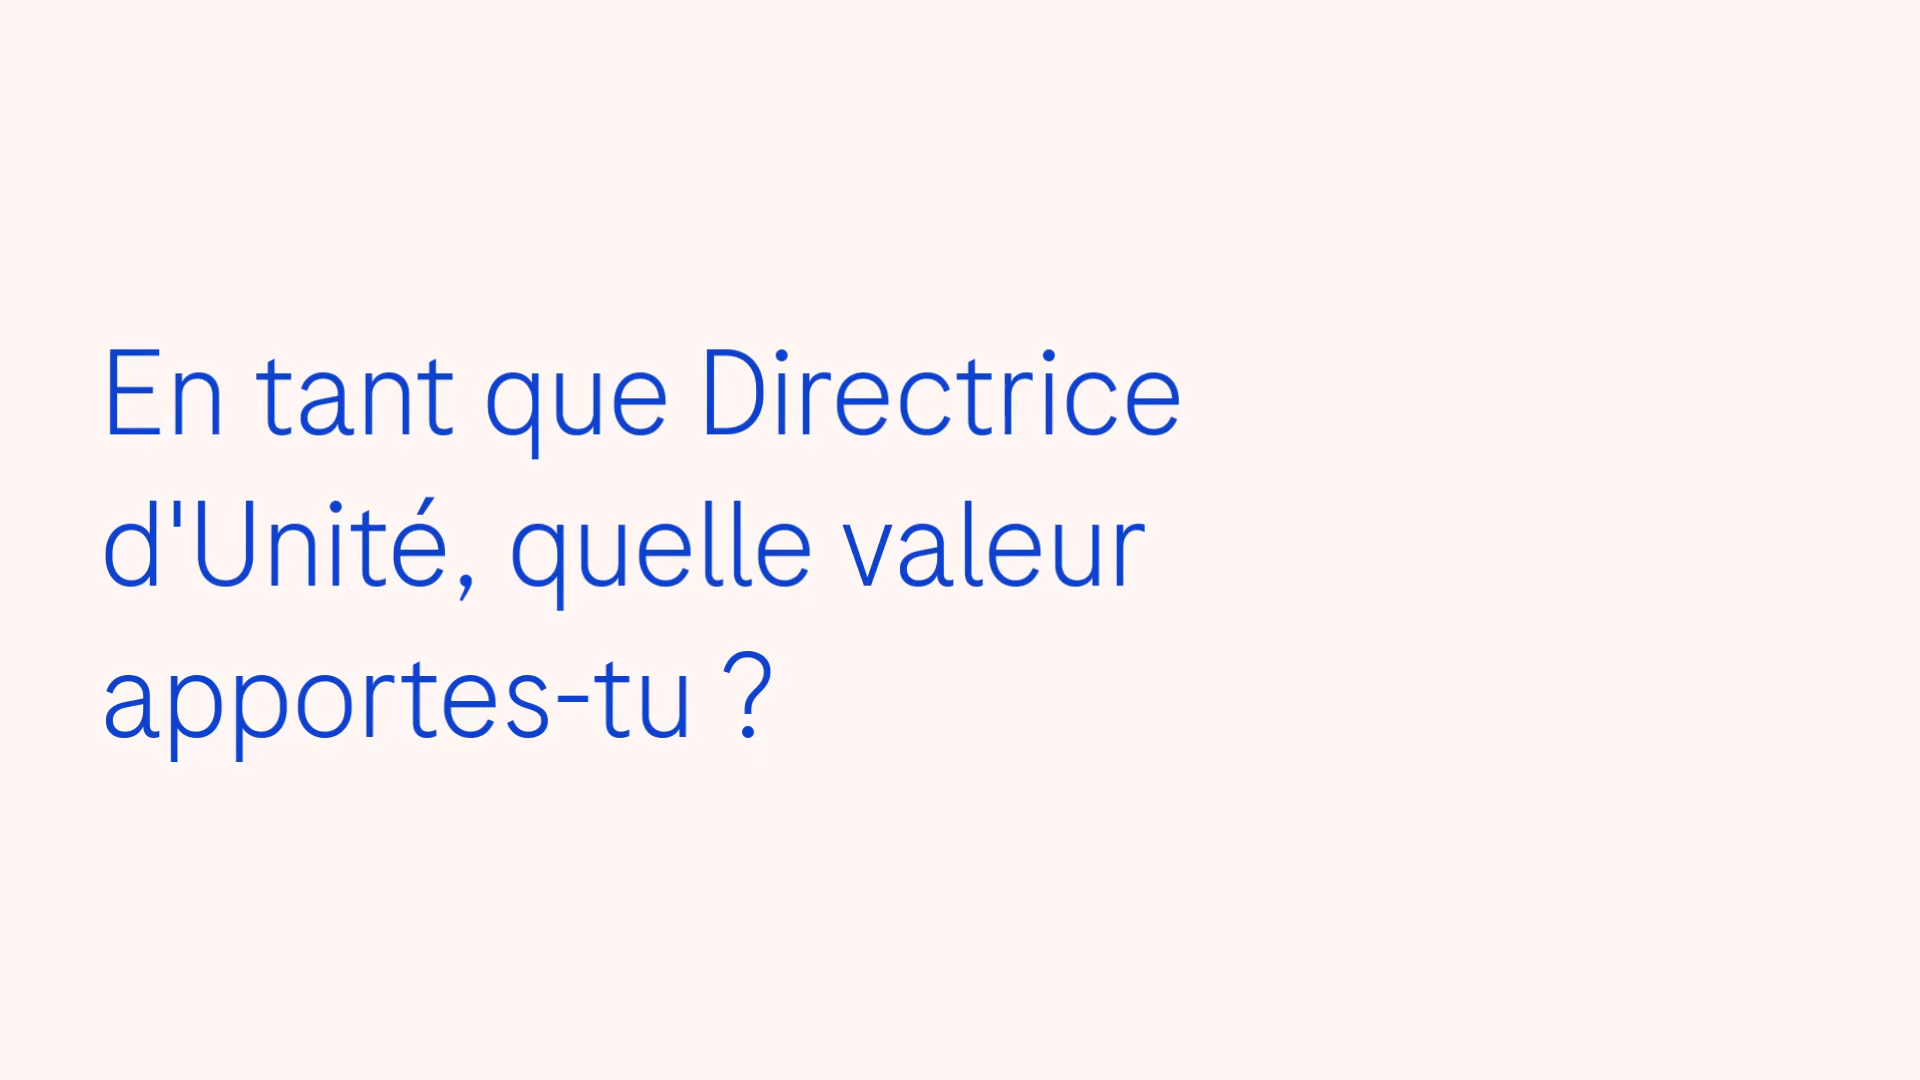 En tant que Directrice
d'Unité, quelle valeur
apportes-tu ?